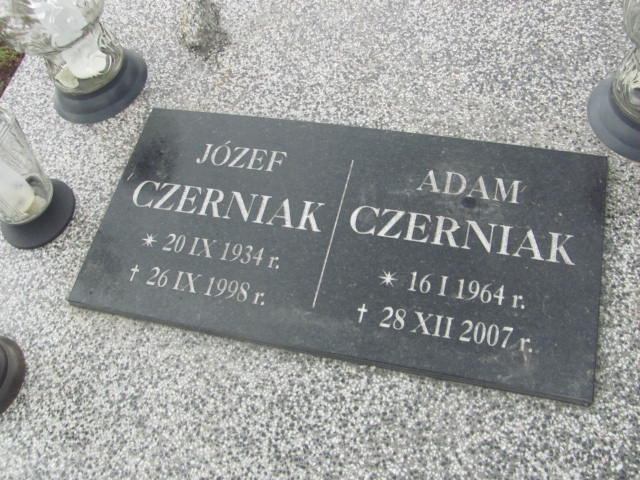 JÓZEF
CZERNIAK
* 20 IX 1934 r.
† 26 IX 1998 r.
ADAM
CZERNIAK
* 16 I 1964 r.
† 28 XII 2007 r.